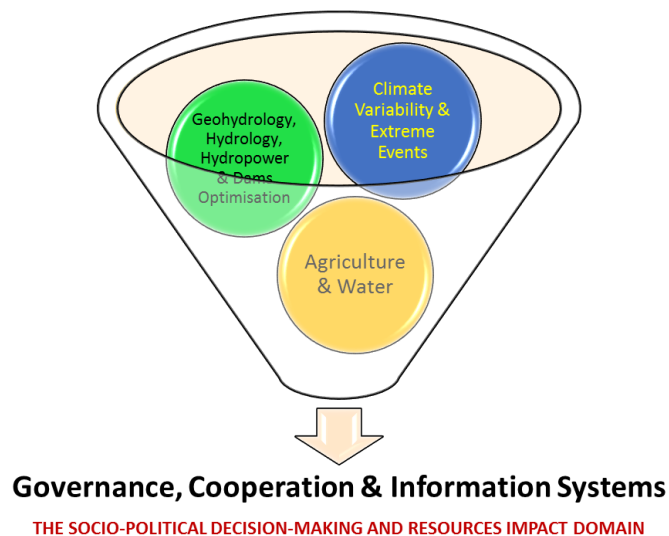 Climate
Variability &
Extreme
Events
Geohydrology,
Hydrology,
Hydropower
& Dams
Optimisation
Agriculture
& Water
Governance, Cooperation & Information Systems
THE SOCIO-POLITICAL DECISION-MAKING AND RESOURCES IMPACT DOMAIN